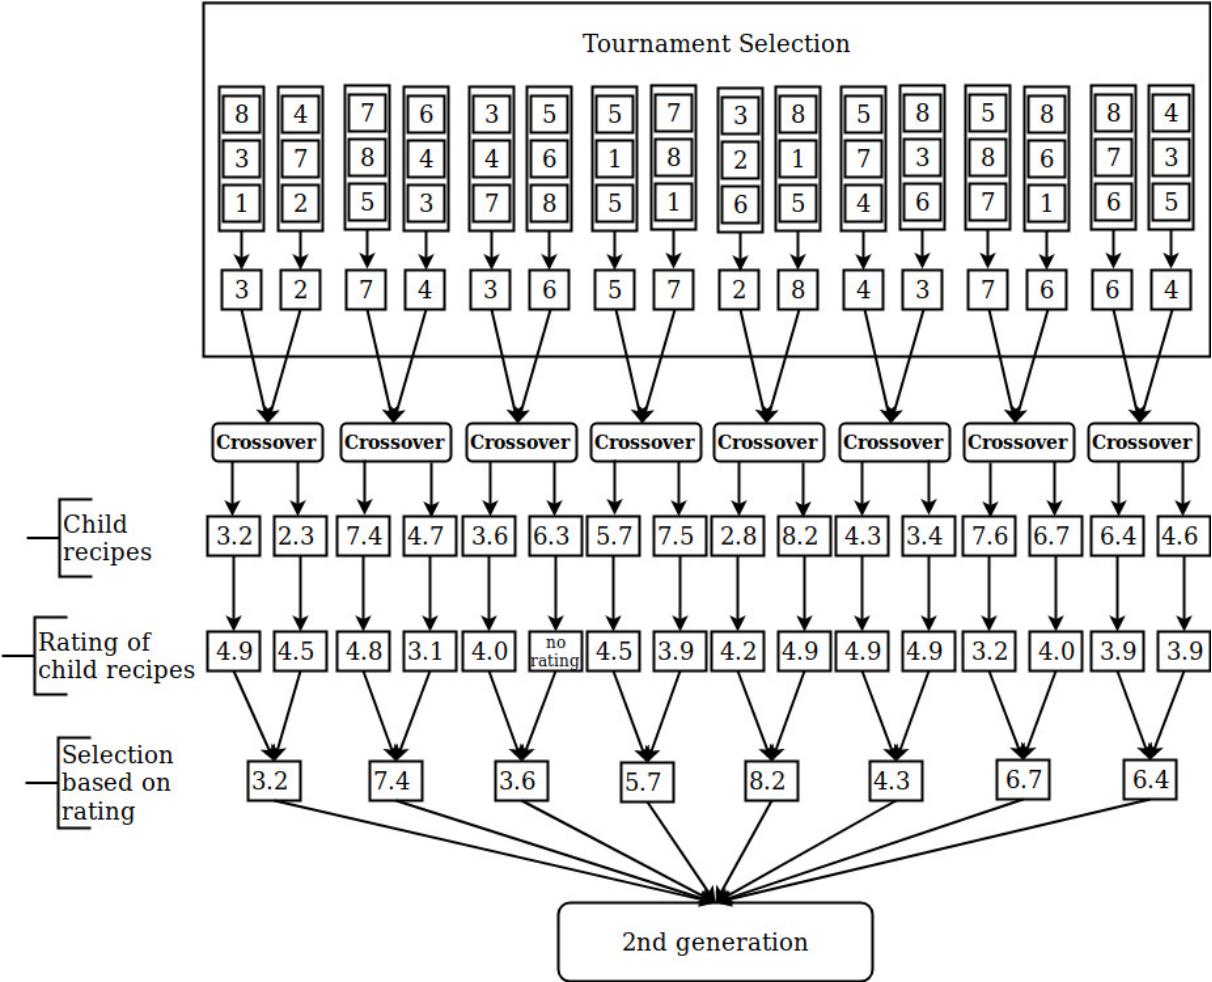 Tournament Selection
8 4 7 6 3 5 5 7 3 8 5 8 5 8 8 4
3 7 8 4 4 6 1 8 2 1 7 3 8 6 7 3
1 2 5 3 7 8 5 1 6 5 4 6 7 1 6 5
3 2 7 4 3 6 5 7 2 8 4 3 7 6 6 4
Crossover Crossover Crossover Crossover Crossover Crossover Crossover Crossover
Child
recipes
3.2 2.3 7.4 4.7 3.6 6.3 5.7 7.5 2.8 8.2 4.3 3.4 7.6 6.7 6.4 4.6
Rating of
child recipes
4.9 4.5 4.8 3.1 4.0 no
rating 4.5 3.9 4.2 4.9 4.9 4.9 3.2 4.0 3.9 3.9
Selection
based on
rating
3.2 7.4 3.6 5.7 8.2 4.3 6.7 6.4
2nd generation